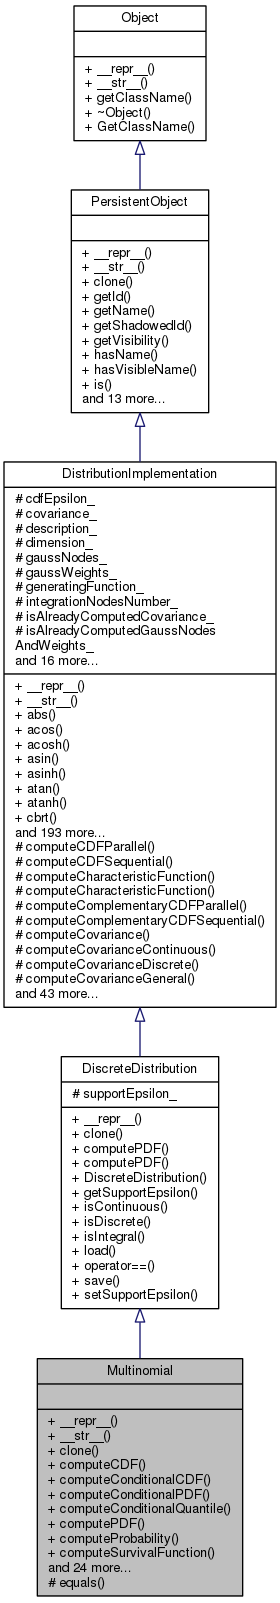 Object
+ __repr__()
+ __str__()
+ getClassName()
+ ~Object()
+ GetClassName()
PersistentObject
+ __repr__()
+ __str__()
+ clone()
+ getId()
+ getName()
+ getShadowedId()
+ getVisibility()
+ hasName()
+ hasVisibleName()
+ is()
and 13 more...
DistributionImplementation
# cdfEpsilon_
# covariance_
# description_
# dimension_
# gaussNodes_
# gaussWeights_
# generatingFunction_
# integrationNodesNumber_
# isAlreadyComputedCovariance_
# isAlreadyComputedGaussNodes
AndWeights_
and 16 more...
+ __repr__()
+ __str__()
+ abs()
+ acos()
+ acosh()
+ asin()
+ asinh()
+ atan()
+ atanh()
+ cbrt()
and 193 more...
# computeCDFParallel()
# computeCDFSequential()
# computeCharacteristicFunction()
# computeCharacteristicFunction()
# computeComplementaryCDFParallel()
# computeComplementaryCDFSequential()
# computeCovariance()
# computeCovarianceContinuous()
# computeCovarianceDiscrete()
# computeCovarianceGeneral()
and 43 more...
DiscreteDistribution
# supportEpsilon_
+ __repr__()
+ clone()
+ computePDF()
+ computePDF()
+ DiscreteDistribution()
+ getSupportEpsilon()
+ isContinuous()
+ isDiscrete()
+ isIntegral()
+ load()
+ operator==()
+ save()
+ setSupportEpsilon()
Multinomial
+ __repr__()
+ __str__()
+ clone()
+ computeCDF()
+ computeConditionalCDF()
+ computeConditionalPDF()
+ computeConditionalQuantile()
+ computePDF()
+ computeProbability()
+ computeSurvivalFunction()
and 24 more...
# equals()